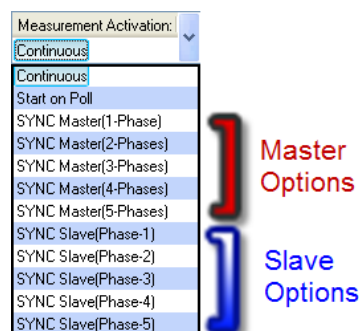 Measurement Activation:
Continuous
Continuous
Start on Poll
SYNC Master(1-Phase)
SYNC Master(2-Phases)
SYNC Master(3-Phases)
SYNC Master(4-Phases)
SYNC Master(5-Phases)
SYNC Slave(Phase-1)
SYNC Slave(Phase-2)
SYNC Slave(Phase-3)
SYNC Slave(Phase-4)
SYNC Slave(Phase-5)
Master
Options
Slave
Options